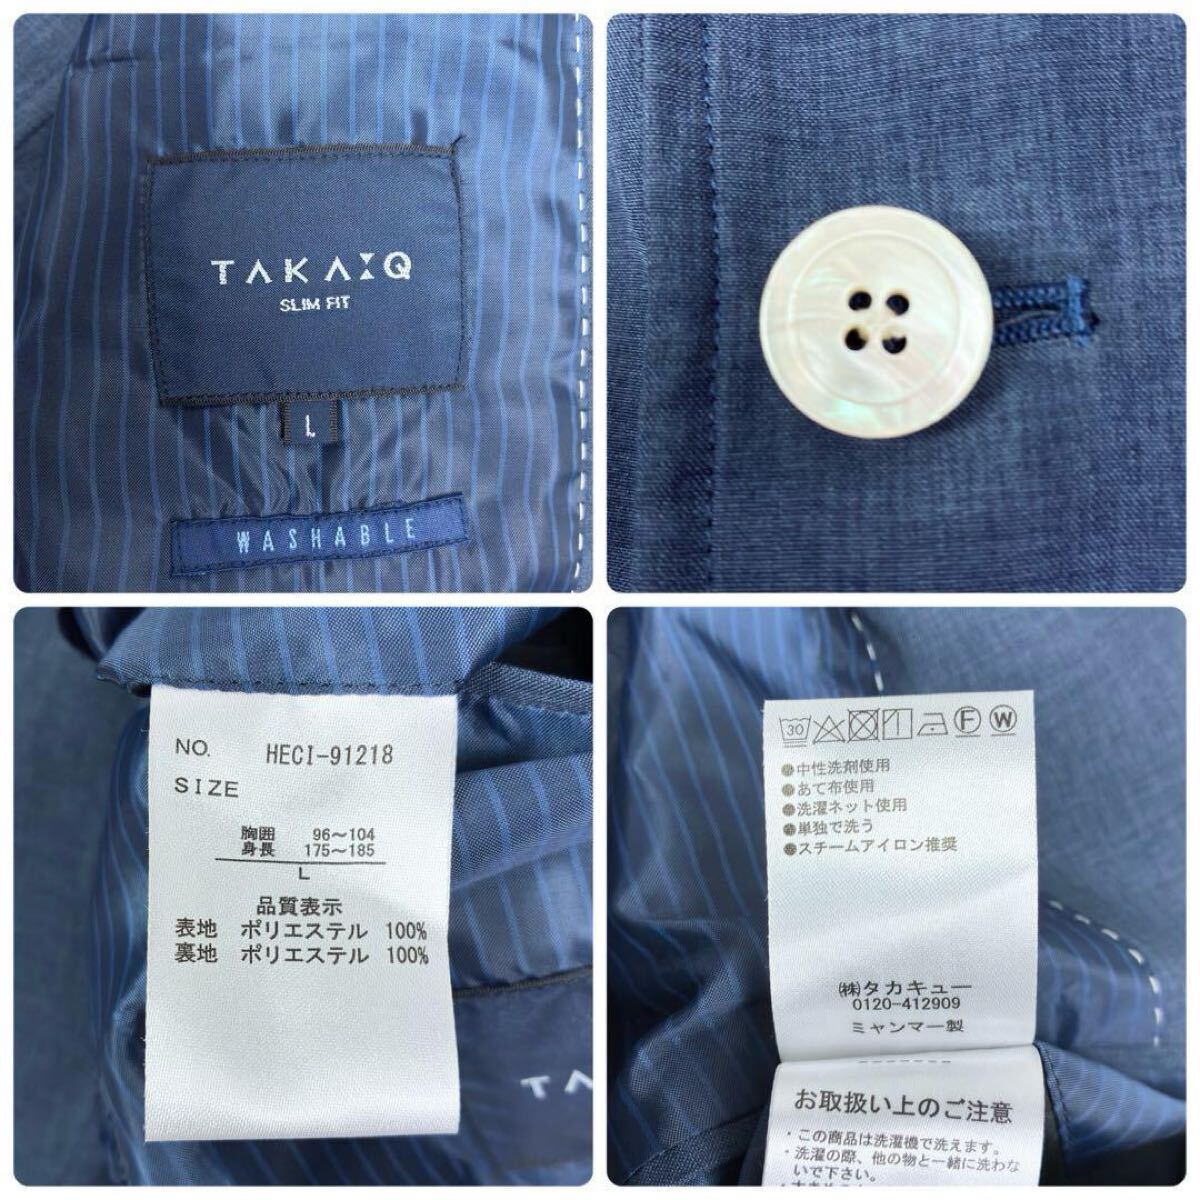 TAKA:Q
SLIM FIT
L
WASHABLE
NO. HECI-91218
SIZE
胸囲 96〜104
身長 175〜185
L
品質表示
表地 ポリエステル 100%
裏地 ポリエステル 100%
TA
30 F W
●中性洗剤使用
●あて布使用
●洗濯ネット使用
●単独で洗う
●スチームアイロン推奨
㈱タカキュー
0120-412909
ミャンマー製
お取扱い上のご注意
・この商品は洗濯機で洗えます。
・洗濯の際、他の物と一緒に洗わな
いで下さい。